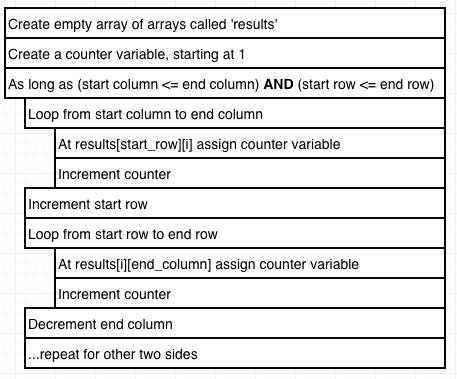 Create empty array of arrays called 'results'
Create a counter variable, starting at 1
As long as (start column <= end column) AND (start row <= end row)
Loop from start column to end column
At results[start_row][i] assign counter variable
Increment counter
Increment start row
Loop from start row to end row
At results[i][end_column] assign counter variable
Increment counter
Decrement end column
...repeat for other two sides